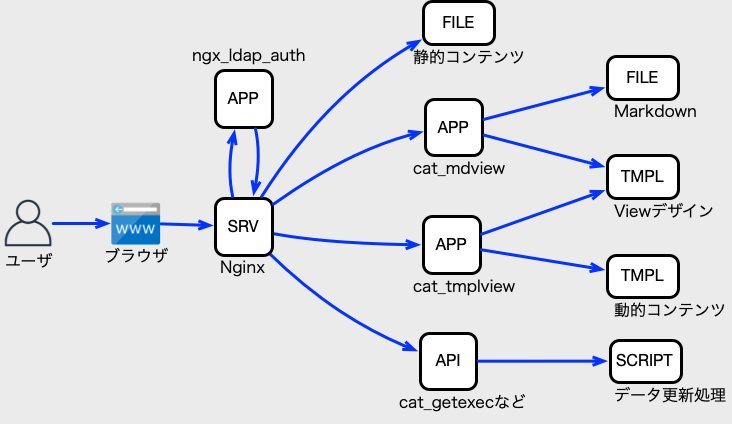 FILE
静的コンテンツ
ngx_ldap_auth
APP
FILE
Markdown
APP
cat_mdview
TMPL
Viewデザイン
ユーザ
WWW
ブラウザ
SRV
Nginx
APP
cat_tmplview
TMPL
動的コンテンツ
API
cat_getexecなど
SCRIPT
データ更新処理